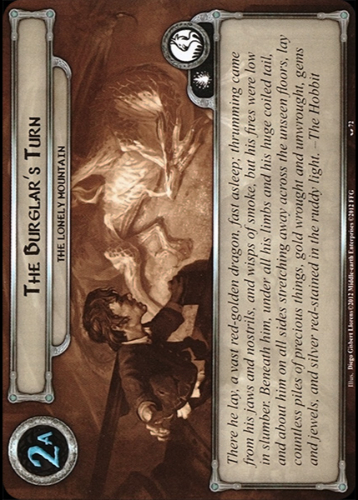 2A
THE BURGLAR'S TURN
THE LONELY MOUNTAIN
There he lay, a vast red-golden dragon, fast asleep; thrumming came
from his jaws and nostrils, and wisps of smoke, but his fires were low
in slumber. Beneath him, under all his limbs and his huge coiled tail,
and about him on all sides stretching away across the unseen floors, lay
countless piles of precious things, gold wrought and unwrought, gems
and jewels, and silver red-stained in the ruddy light. –The Hobbit
Illus. Diego Gisbert Llorens ©2012 Middle-earth Enterprises ©2012 FFG 72